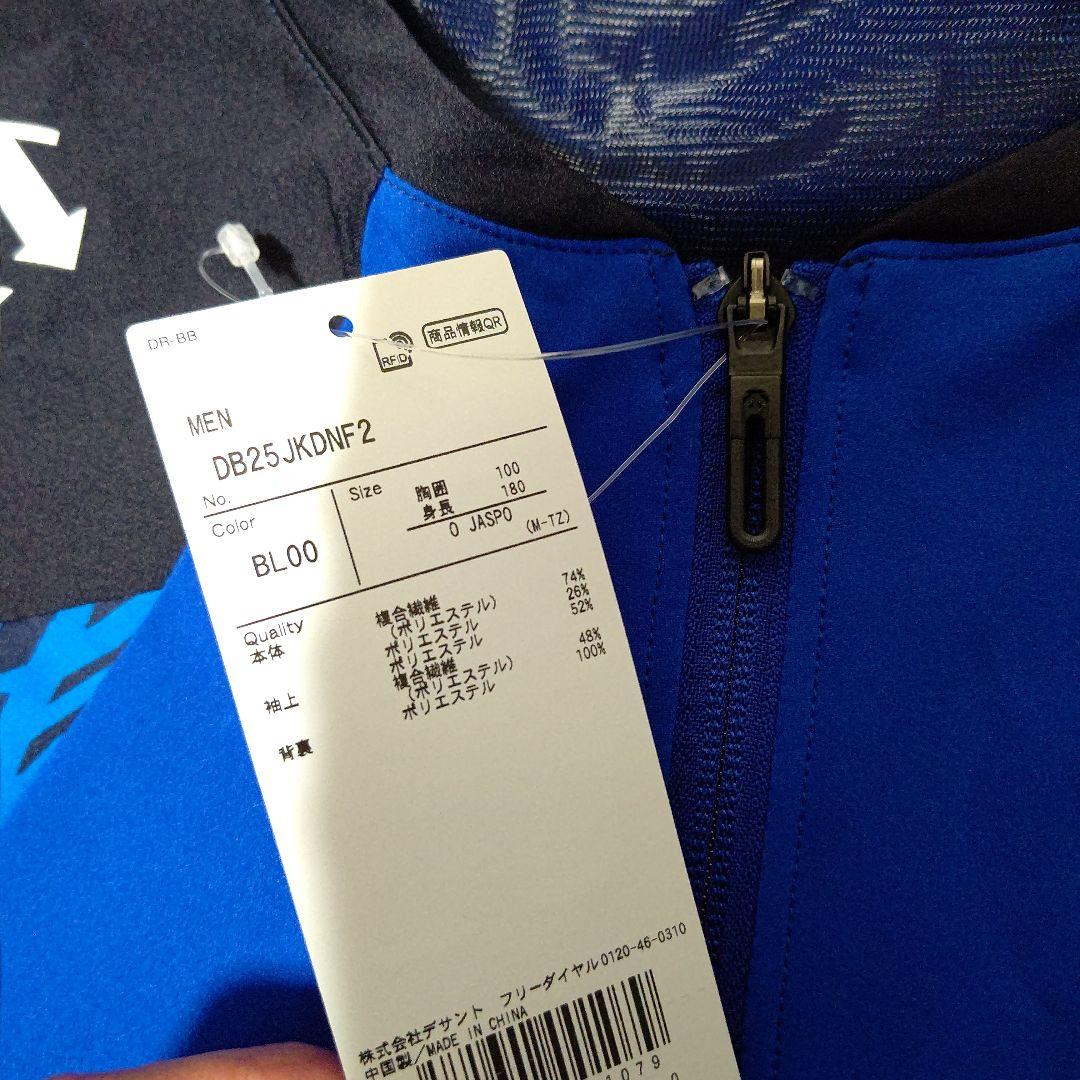 DR-BB
RFID
商品情報QR
MEN
DB25JKDNF2
No.
Color
BL00
Size
胸囲 100
身長 180
O JASPO (M-TZ)
Quality
本体 複合繊維 74%
(ポリエステル)
ポリエステル 26%
袖上 ポリエステル 52%
複合繊維 48%
(ポリエステル)
背裏 ポリエステル 100%
株式会社デサント フリーダイヤル0120-46-0310
中国製/MADE IN CHINA
1079